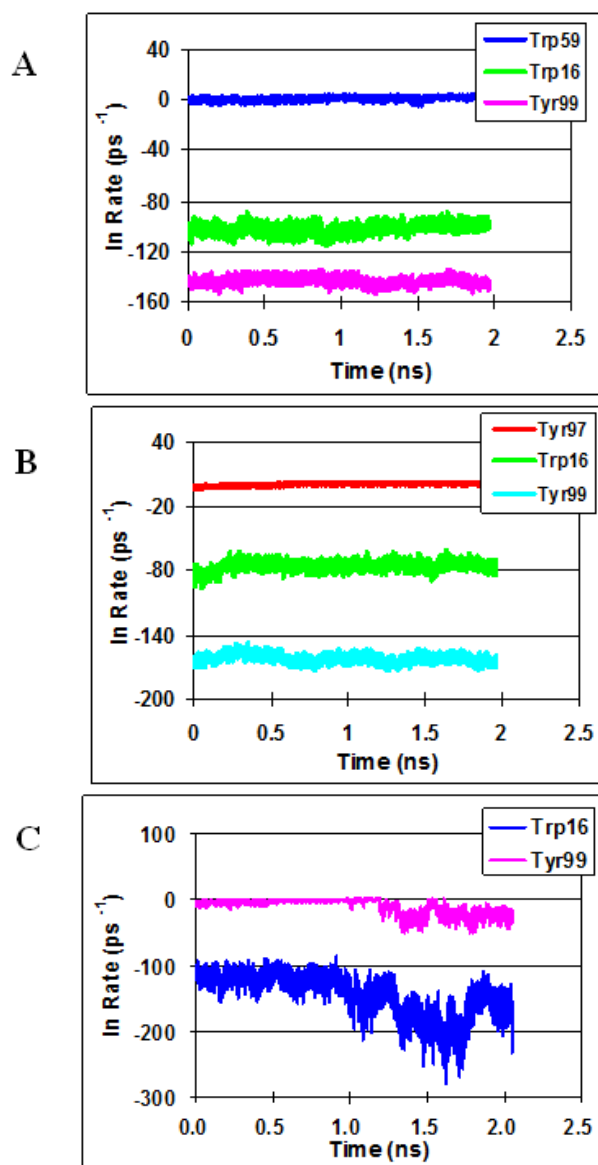 A
ln Rate (ps -1)
40
0
-40
-80
-120
-160
Trp59
Trp16
Tyr99
0 0.5 1 1.5 2 2.5
Time (ns)
B
ln Rate (ps -1)
40
-20
-80
-140
-200
Tyr97
Trp16
Tyr99
0 0.5 1 1.5 2 2.5
Time (ns)
C
ln Rate (ps -1)
100
0
-100
-200
-300
Trp16
Tyr99
0.0 0.5 1.0 1.5 2.0 2.5
Time (ns)